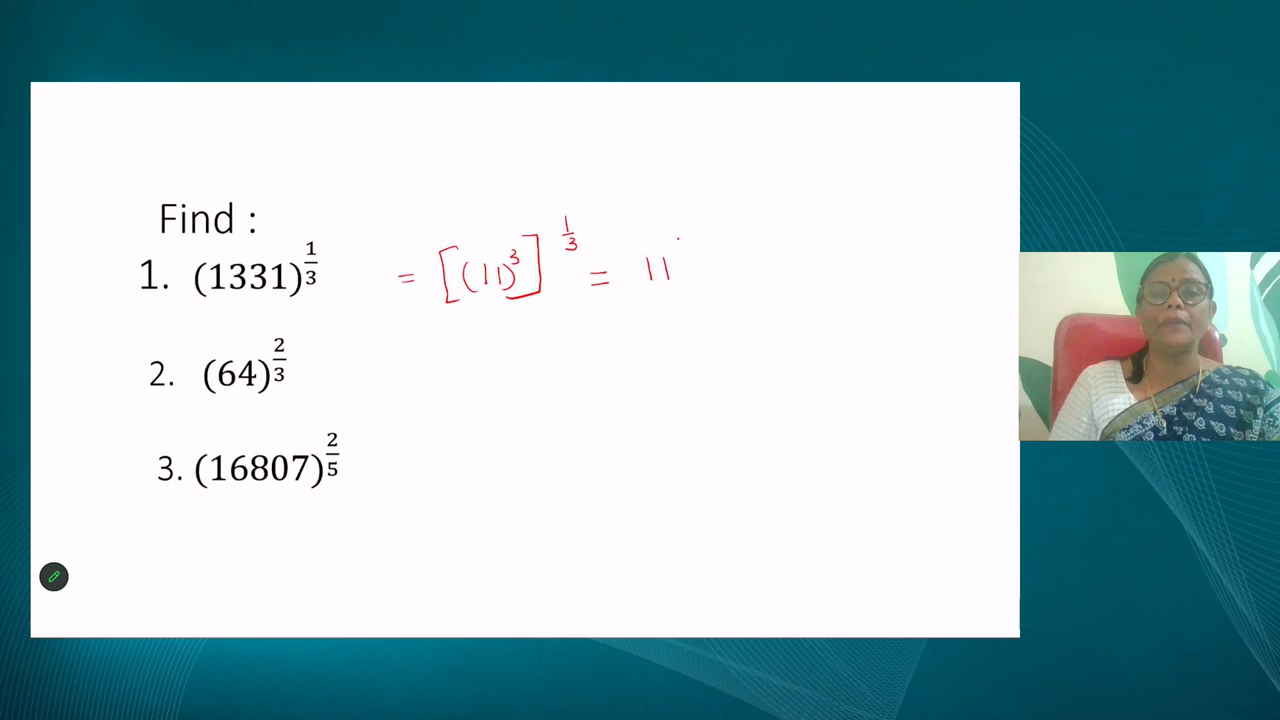 Find :
1. (1331)^{1/3} = [(11)^3]^{1/3} = 11
2. (64)^{2/3}
3. (16807)^{2/5}